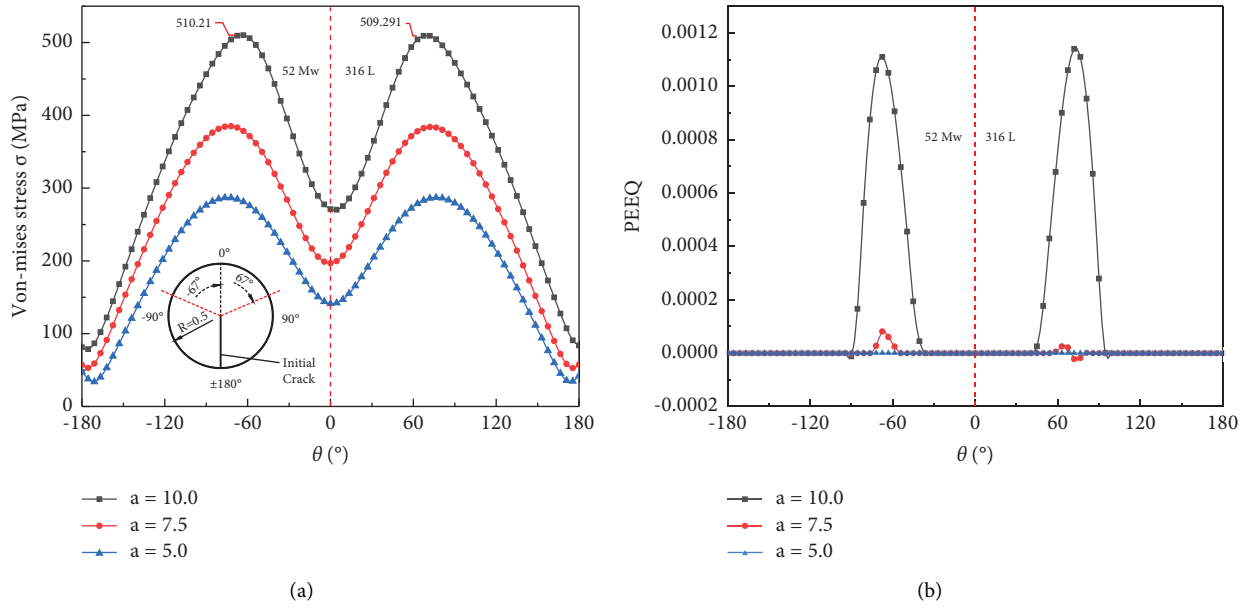 510.21
509.291
52 Mw
316 L
500
400
300
200
100
0
Von-mises stress σ (MPa)
0°
-67°
67°
-90°
90°
R=0.5
Initial
Crack
±180°
-180
-120
-60
0
60
120
180
θ (°)
a = 10.0
a = 7.5
a = 5.0
(a)
0.0012
0.0010
0.0008
0.0006
0.0004
0.0002
0.0000
-0.0002
PEEQ
52 Mw
316 L
-180
-120
-60
0
60
120
180
θ (°)
a = 10.0
a = 7.5
a = 5.0
(b)